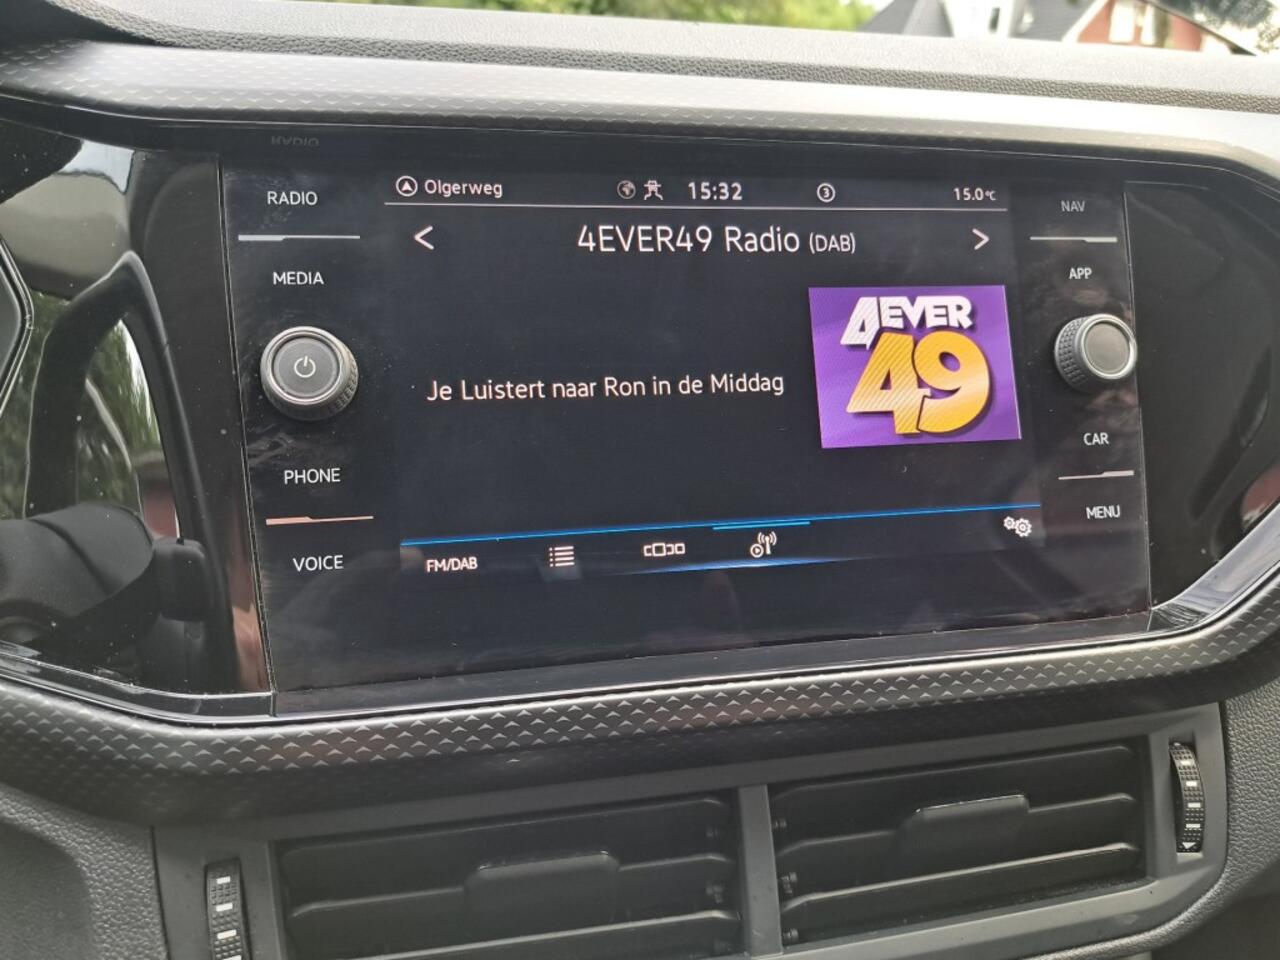 RADIO
MEDIA
PHONE
VOICE
Olgerweg
15:32
3
15.0°C
4EVER49 Radio (DAB)
4EVER
49
Je Luistert naar Ron in de Middag
FM/DAB
NAV
APP
CAR
MENU